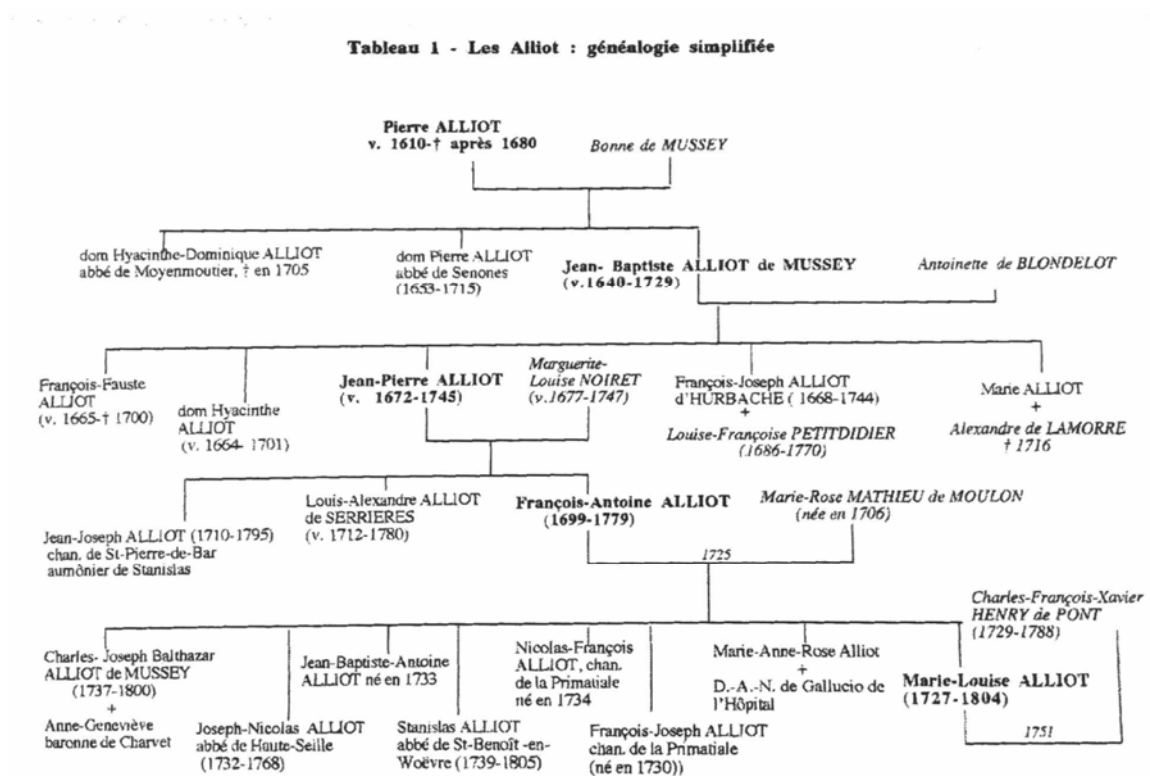 Tableau 1 - Les Alliot : généalogie simplifiée
Pierre ALLIOT
v. 1610-† après 1680
Bonne de MUSSEY
dom Hyacinthe-Dominique ALLIOT
abbé de Moyenmoutier, † en 1705
dom Pierre ALLIOT
abbé de Senones
(1653-1715)
Jean- Baptiste ALLIOT de MUSSEY
(v.1640-1729)
Antoinette de BLONDELOT
François-Fauste
ALLIOT
(v. 1665-† 1700)
dom Hyacinthe
ALLIOT
(v. 1664- 1701)
Jean-Pierre ALLIOT
(v. 1672-1745)
Marguerite-
Louise NOIRET
(v.1677-1747)
François-Joseph ALLIOT
d'HURBACHE ( 1668-1744)
+
Louise-Françoise PETITDIDIER
(1686-1770)
Marie ALLIOT
+
Alexandre de LAMORRE
† 1716
Jean-Joseph ALLIOT (1710-1795)
chan. de St-Pierre-de-Bar
aumônier de Stanislas
Louis-Alexandre ALLIOT
de SERRIERES
(v. 1712-1780)
François-Antoine ALLIOT
(1699-1779)
Marie-Rose MATHIEU de MOULON
(née en 1706)
1725
Charles-François-Xavier
HENRY de PONT
(1729-1788)
Charles- Joseph Balthazar
ALLIOT de MUSSEY
(1737-1800)
+
Anne-Geneviève
baronne de Charvet
Joseph-Nicolas ALLIOT
abbé de Haute-Seille
(1732-1768)
Jean-Baptiste-Antoine
ALLIOT né en 1733
Stanislas ALLIOT
abbé de St-Benoît -en-
Woëvre (1739-1805)
Nicolas-François
ALLIOT, chan.
de la Primatiale
né en 1734
François-Joseph ALLIOT
chan. de la Primatiale
(né en 1730))
Marie-Anne-Rose Alliot
+
D.-A.-N. de Gallucio de
l'Hôpital
Marie-Louise ALLIOT
(1727-1804)
1751